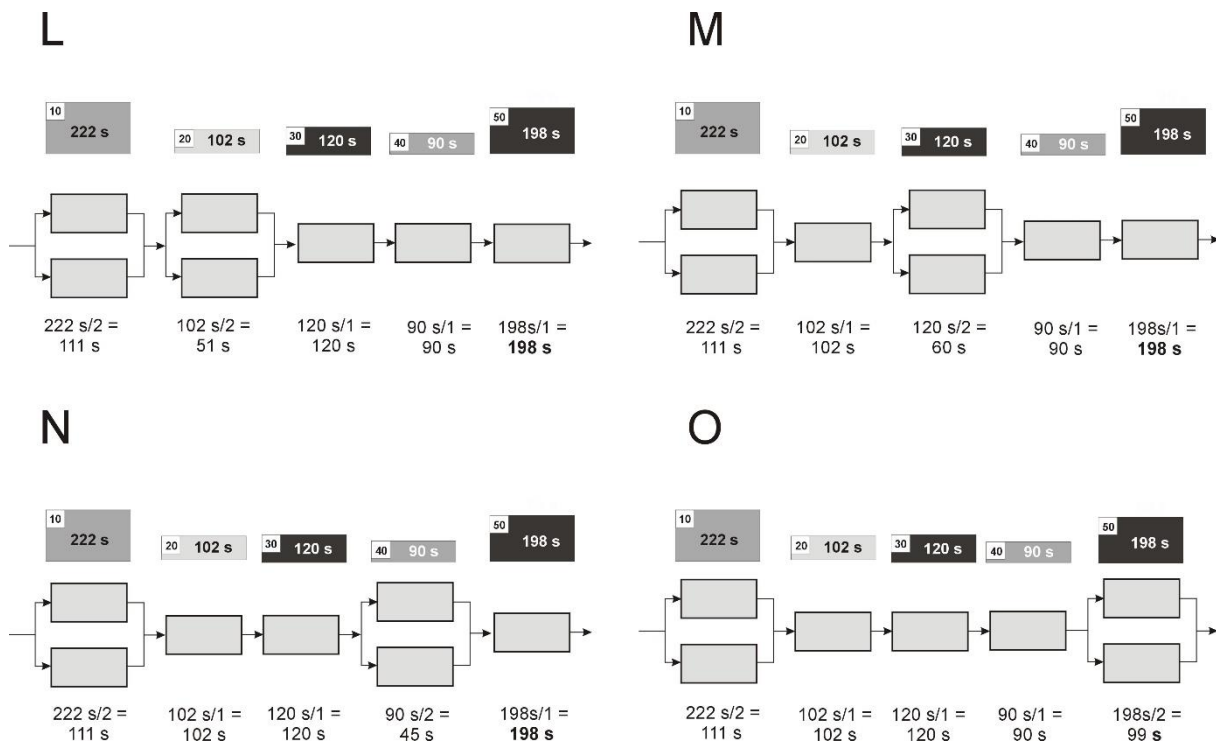 L
10
222 s
20
102 s
30
120 s
40
90 s
50
198 s
222 s/2 =
111 s
102 s/2 =
51 s
120 s/1 =
120 s
90 s/1 =
90 s
198s/1 =
198 s
M
10
222 s
20
102 s
30
120 s
40
90 s
50
198 s
222 s/2 =
111 s
102 s/1 =
102 s
120 s/2 =
60 s
90 s/1 =
90 s
198s/1 =
198 s
N
10
222 s
20
102 s
30
120 s
40
90 s
50
198 s
222 s/2 =
111 s
102 s/1 =
102 s
120 s/1 =
120 s
90 s/2 =
45 s
198s/1 =
198 s
O
10
222 s
20
102 s
30
120 s
40
90 s
50
198 s
222 s/2 =
111 s
102 s/1 =
102 s
120 s/1 =
120 s
90 s/1 =
90 s
198s/2 =
99 s